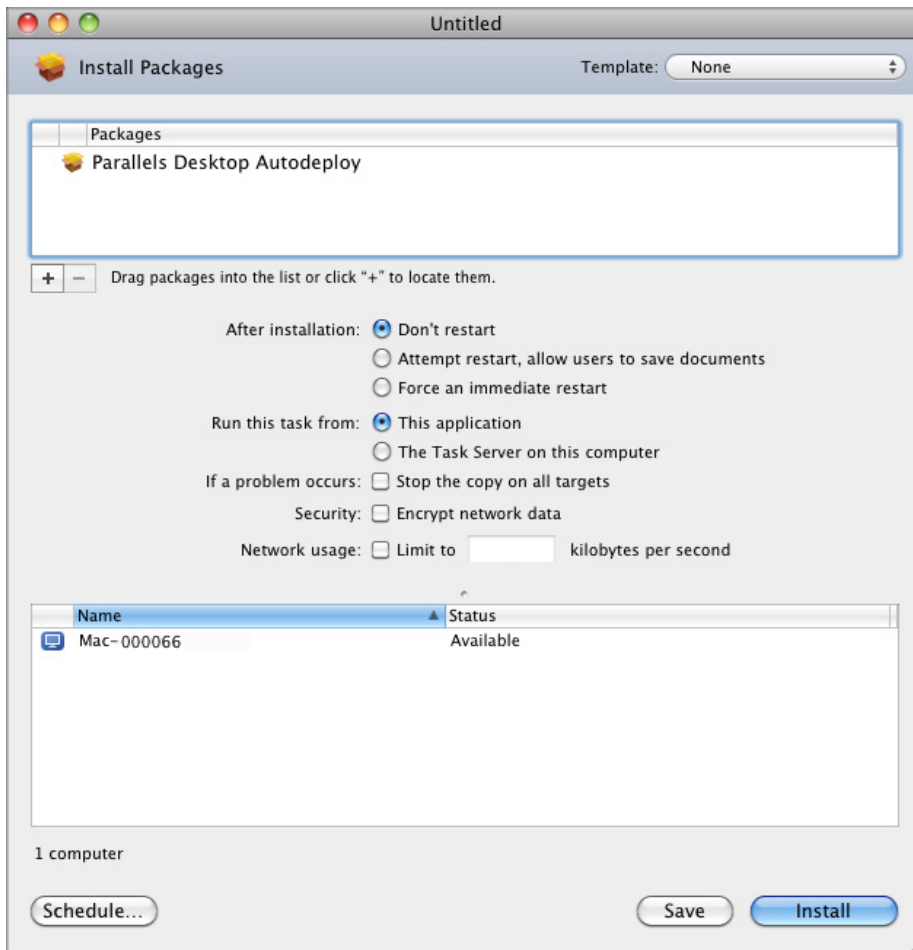 Untitled
Install Packages
Template: None
Packages
Parallels Desktop Autodeploy
+ − Drag packages into the list or click “+” to locate them.
After installation: Don't restart
Attempt restart, allow users to save documents
Force an immediate restart
Run this task from: This application
The Task Server on this computer
If a problem occurs: Stop the copy on all targets
Security: Encrypt network data
Network usage: Limit to kilobytes per second
Name Status
Mac-000066 Available
1 computer
Schedule... Save Install